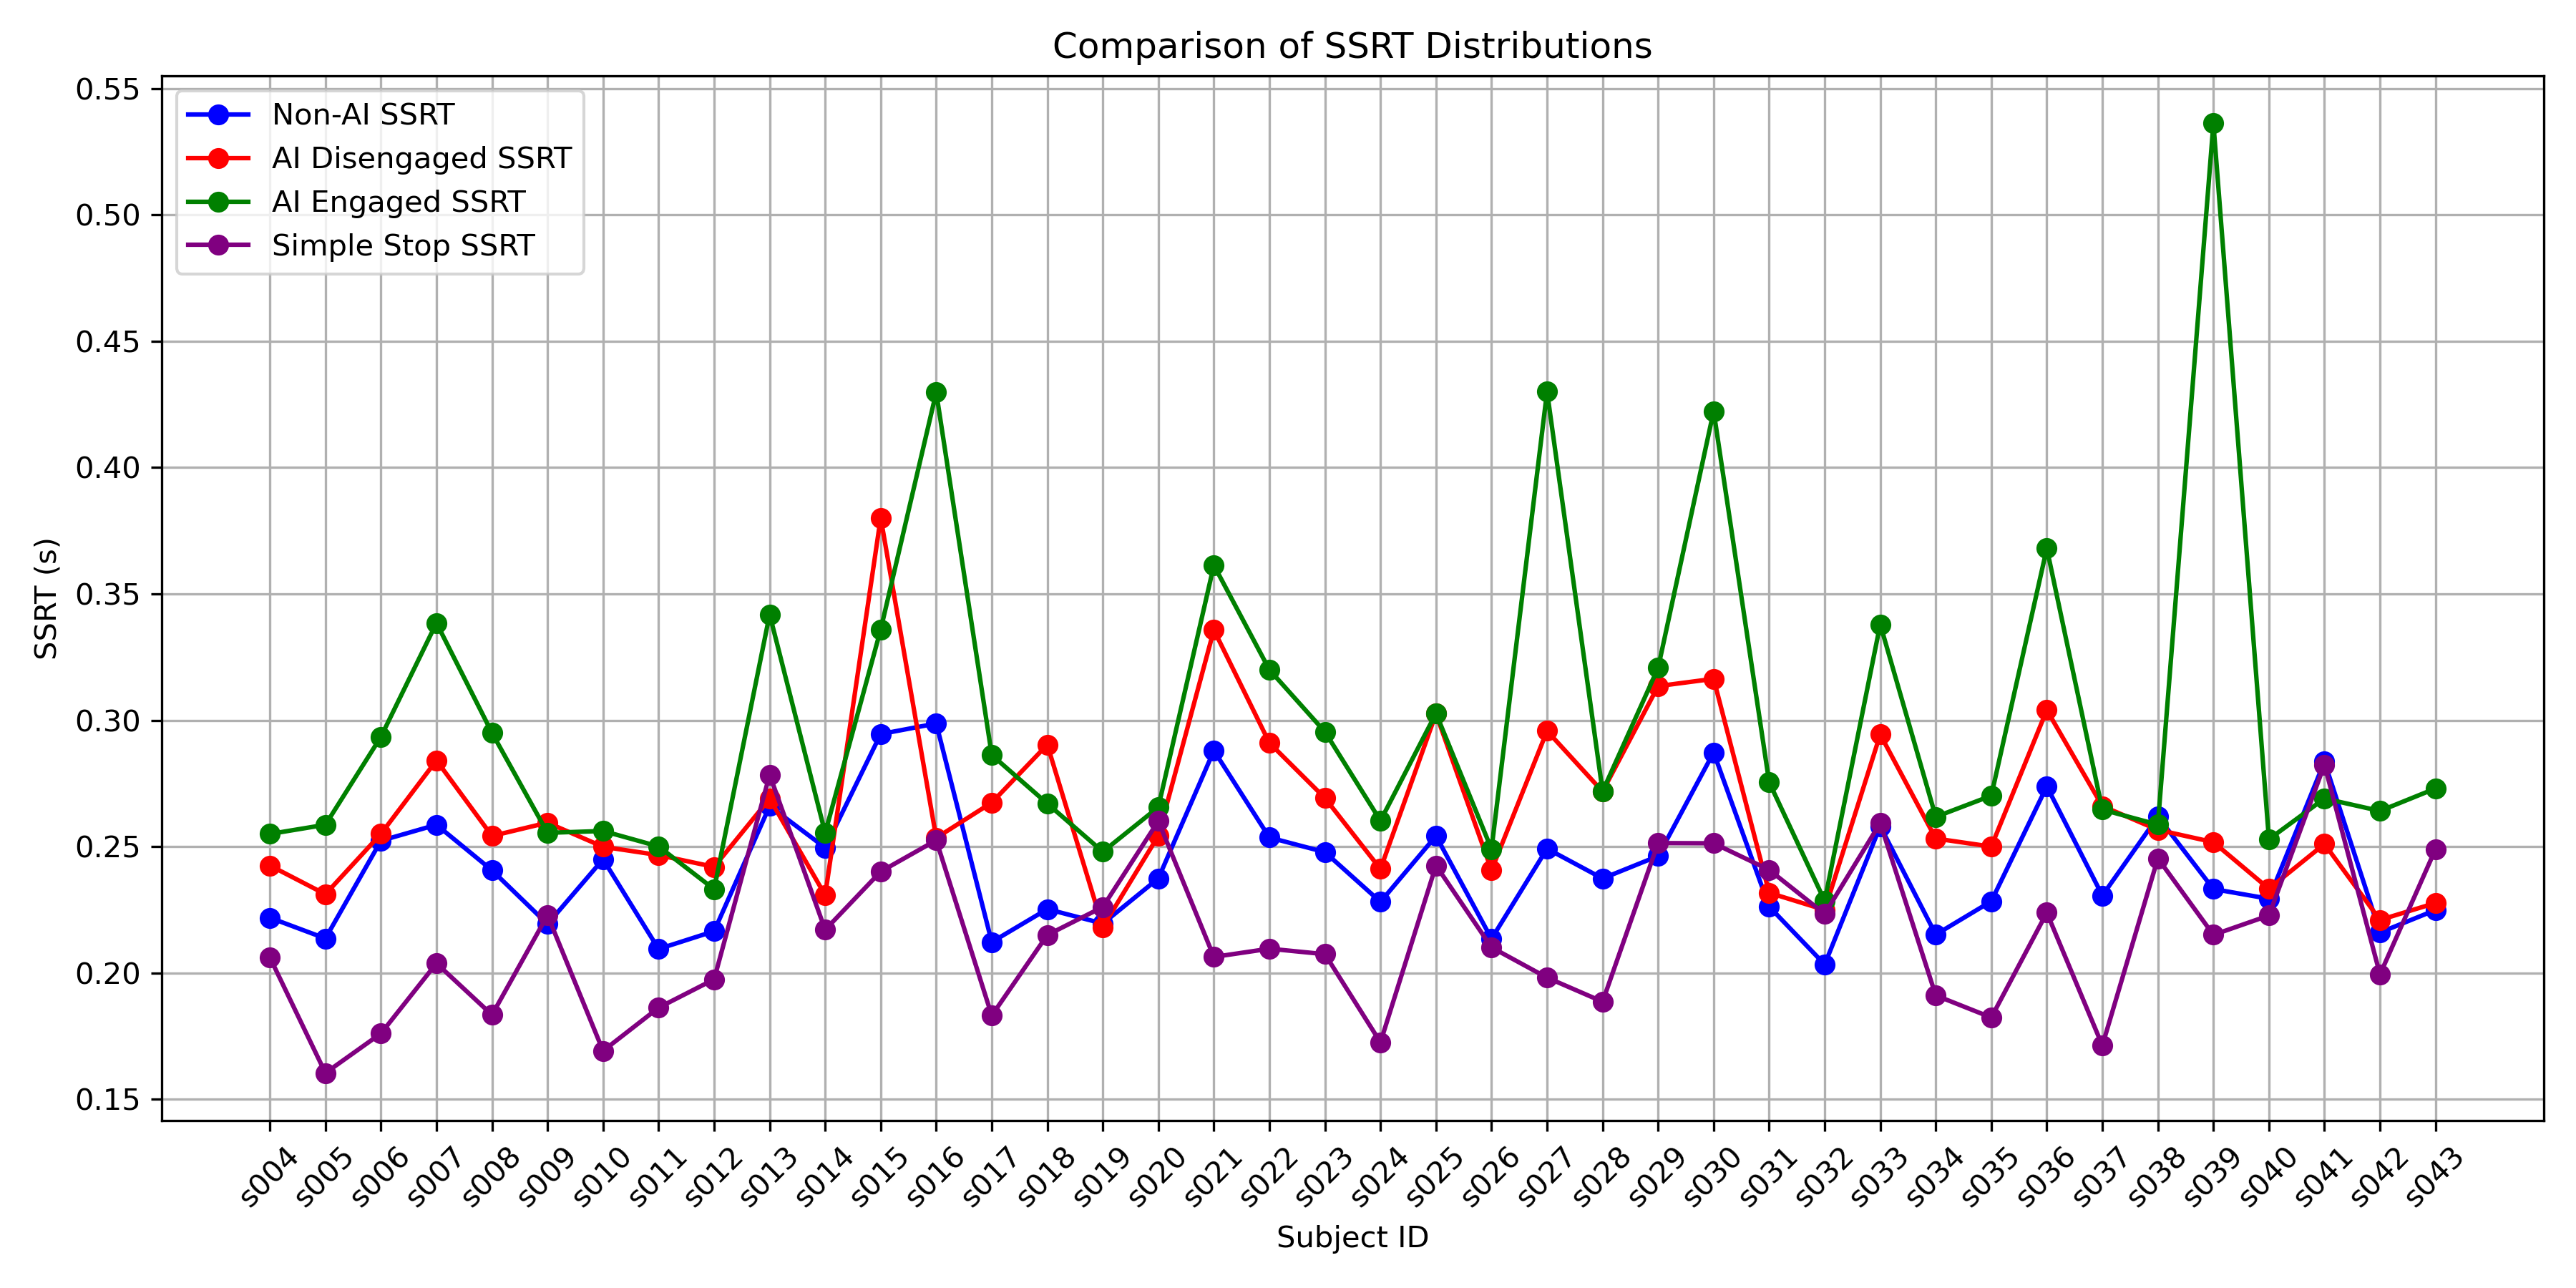 Comparison of SSRT Distributions
Non-AI SSRT
AI Disengaged SSRT
AI Engaged SSRT
Simple Stop SSRT
0.55
0.50
0.45
0.40
0.35
0.30
0.25
0.20
0.15
SSRT (s)
s004 s005 s006 s007 s008 s009 s010 s011 s012 s013 s014 s015 s016 s017 s018 s019 s020 s021 s022 s023 s024 s025 s026 s027 s028 s029 s030 s031 s032 s033 s034 s035 s036 s037 s038 s039 s040 s041 s042 s043
Subject ID